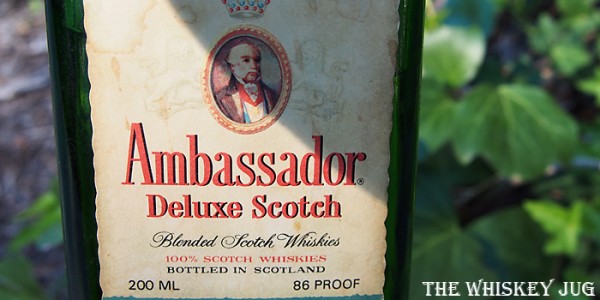 Ambassador®
Deluxe Scotch
Blended Scotch Whiskies
100% SCOTCH WHISKIES
BOTTLED IN SCOTLAND
200 ML 86 PROOF
THE WHISKEY JUG